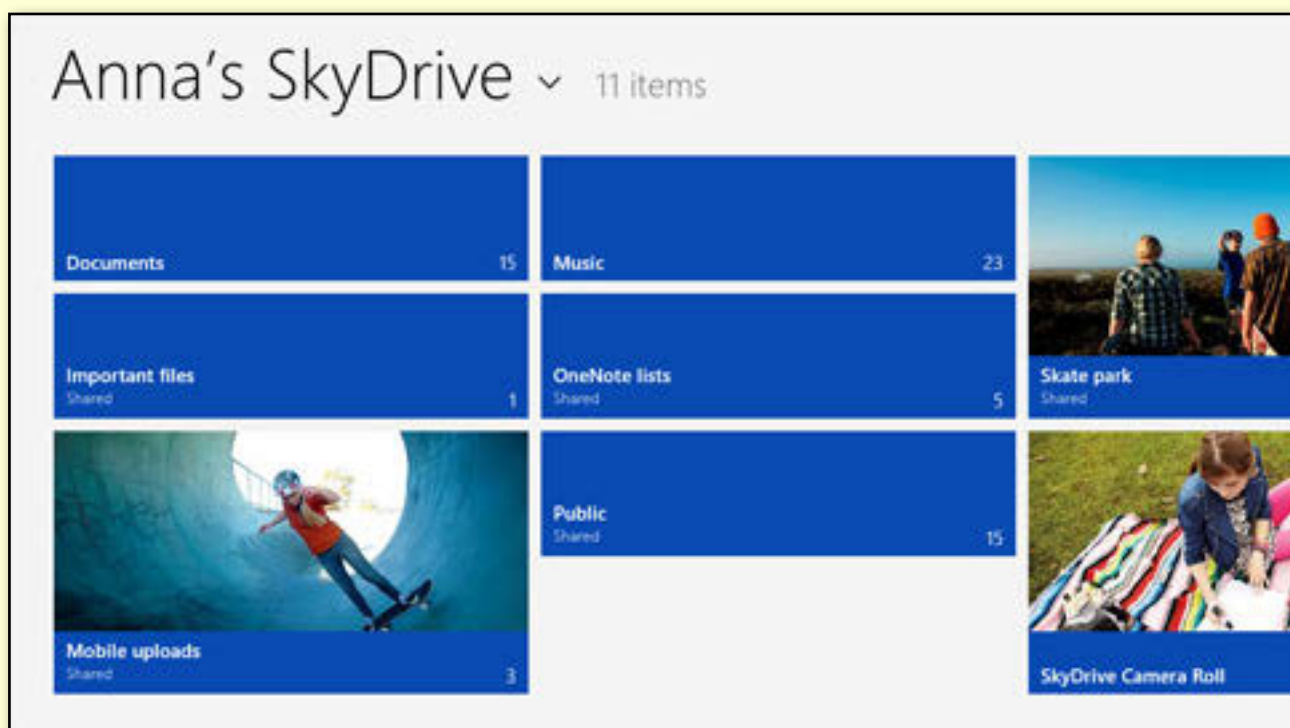 Anna's SkyDrive 11 items
Documents 15
Music 23
Important files
Shared 1
OneNote lists
Shared 5
Skate park
Shared
Mobile uploads
Shared 3
Public
Shared 15
SkyDrive Camera Roll